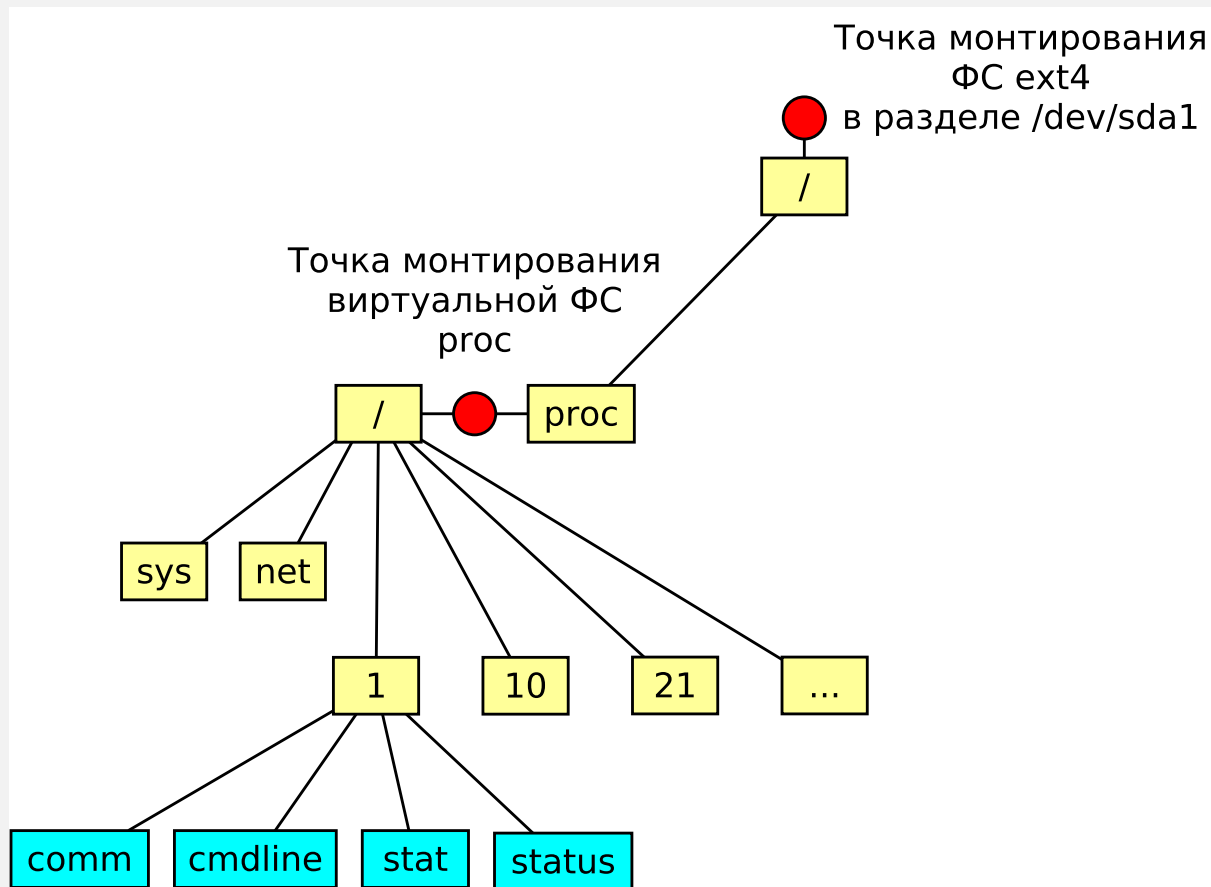 Точка монтирования
ФС ext4
в разделе /dev/sda1
/
Точка монтирования
виртуальной ФС
proc
/
proc
sys
net
1
10
21
...
comm
cmdline
stat
status